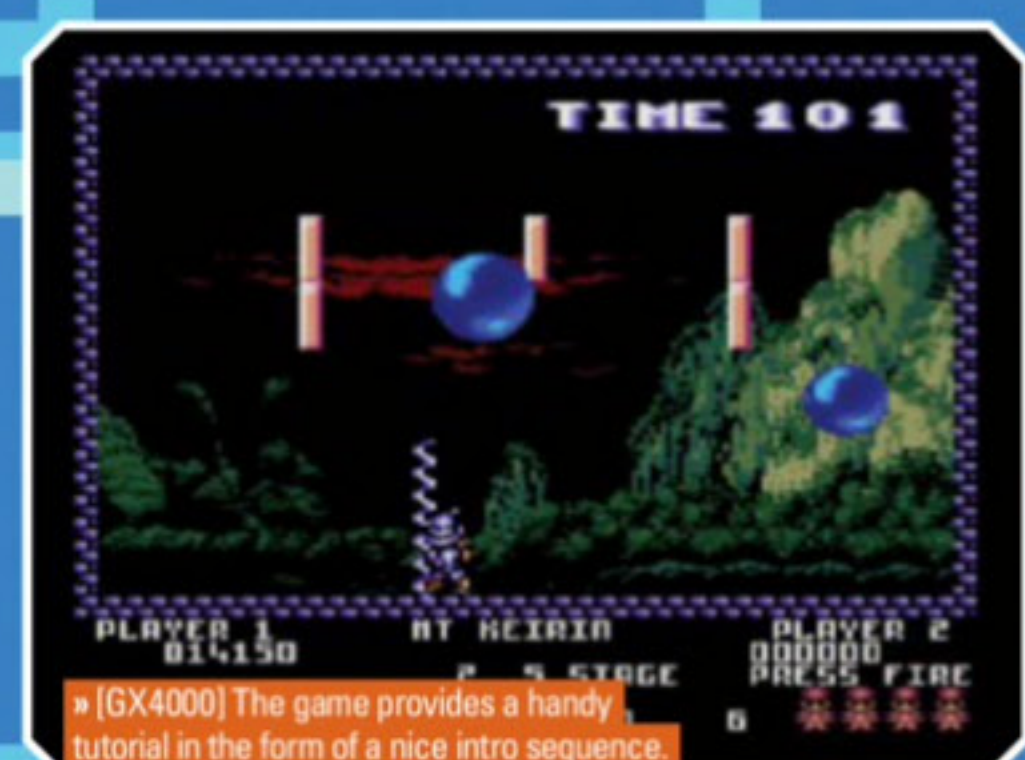 TIME 101
PLAYER 1
MT KEIRIN
PLAYER 2
014150
000000
2 S STAGE
PRESS FIRE
6
» [GX4000] The game provides a handy
tutorial in the form of a nice intro sequence.